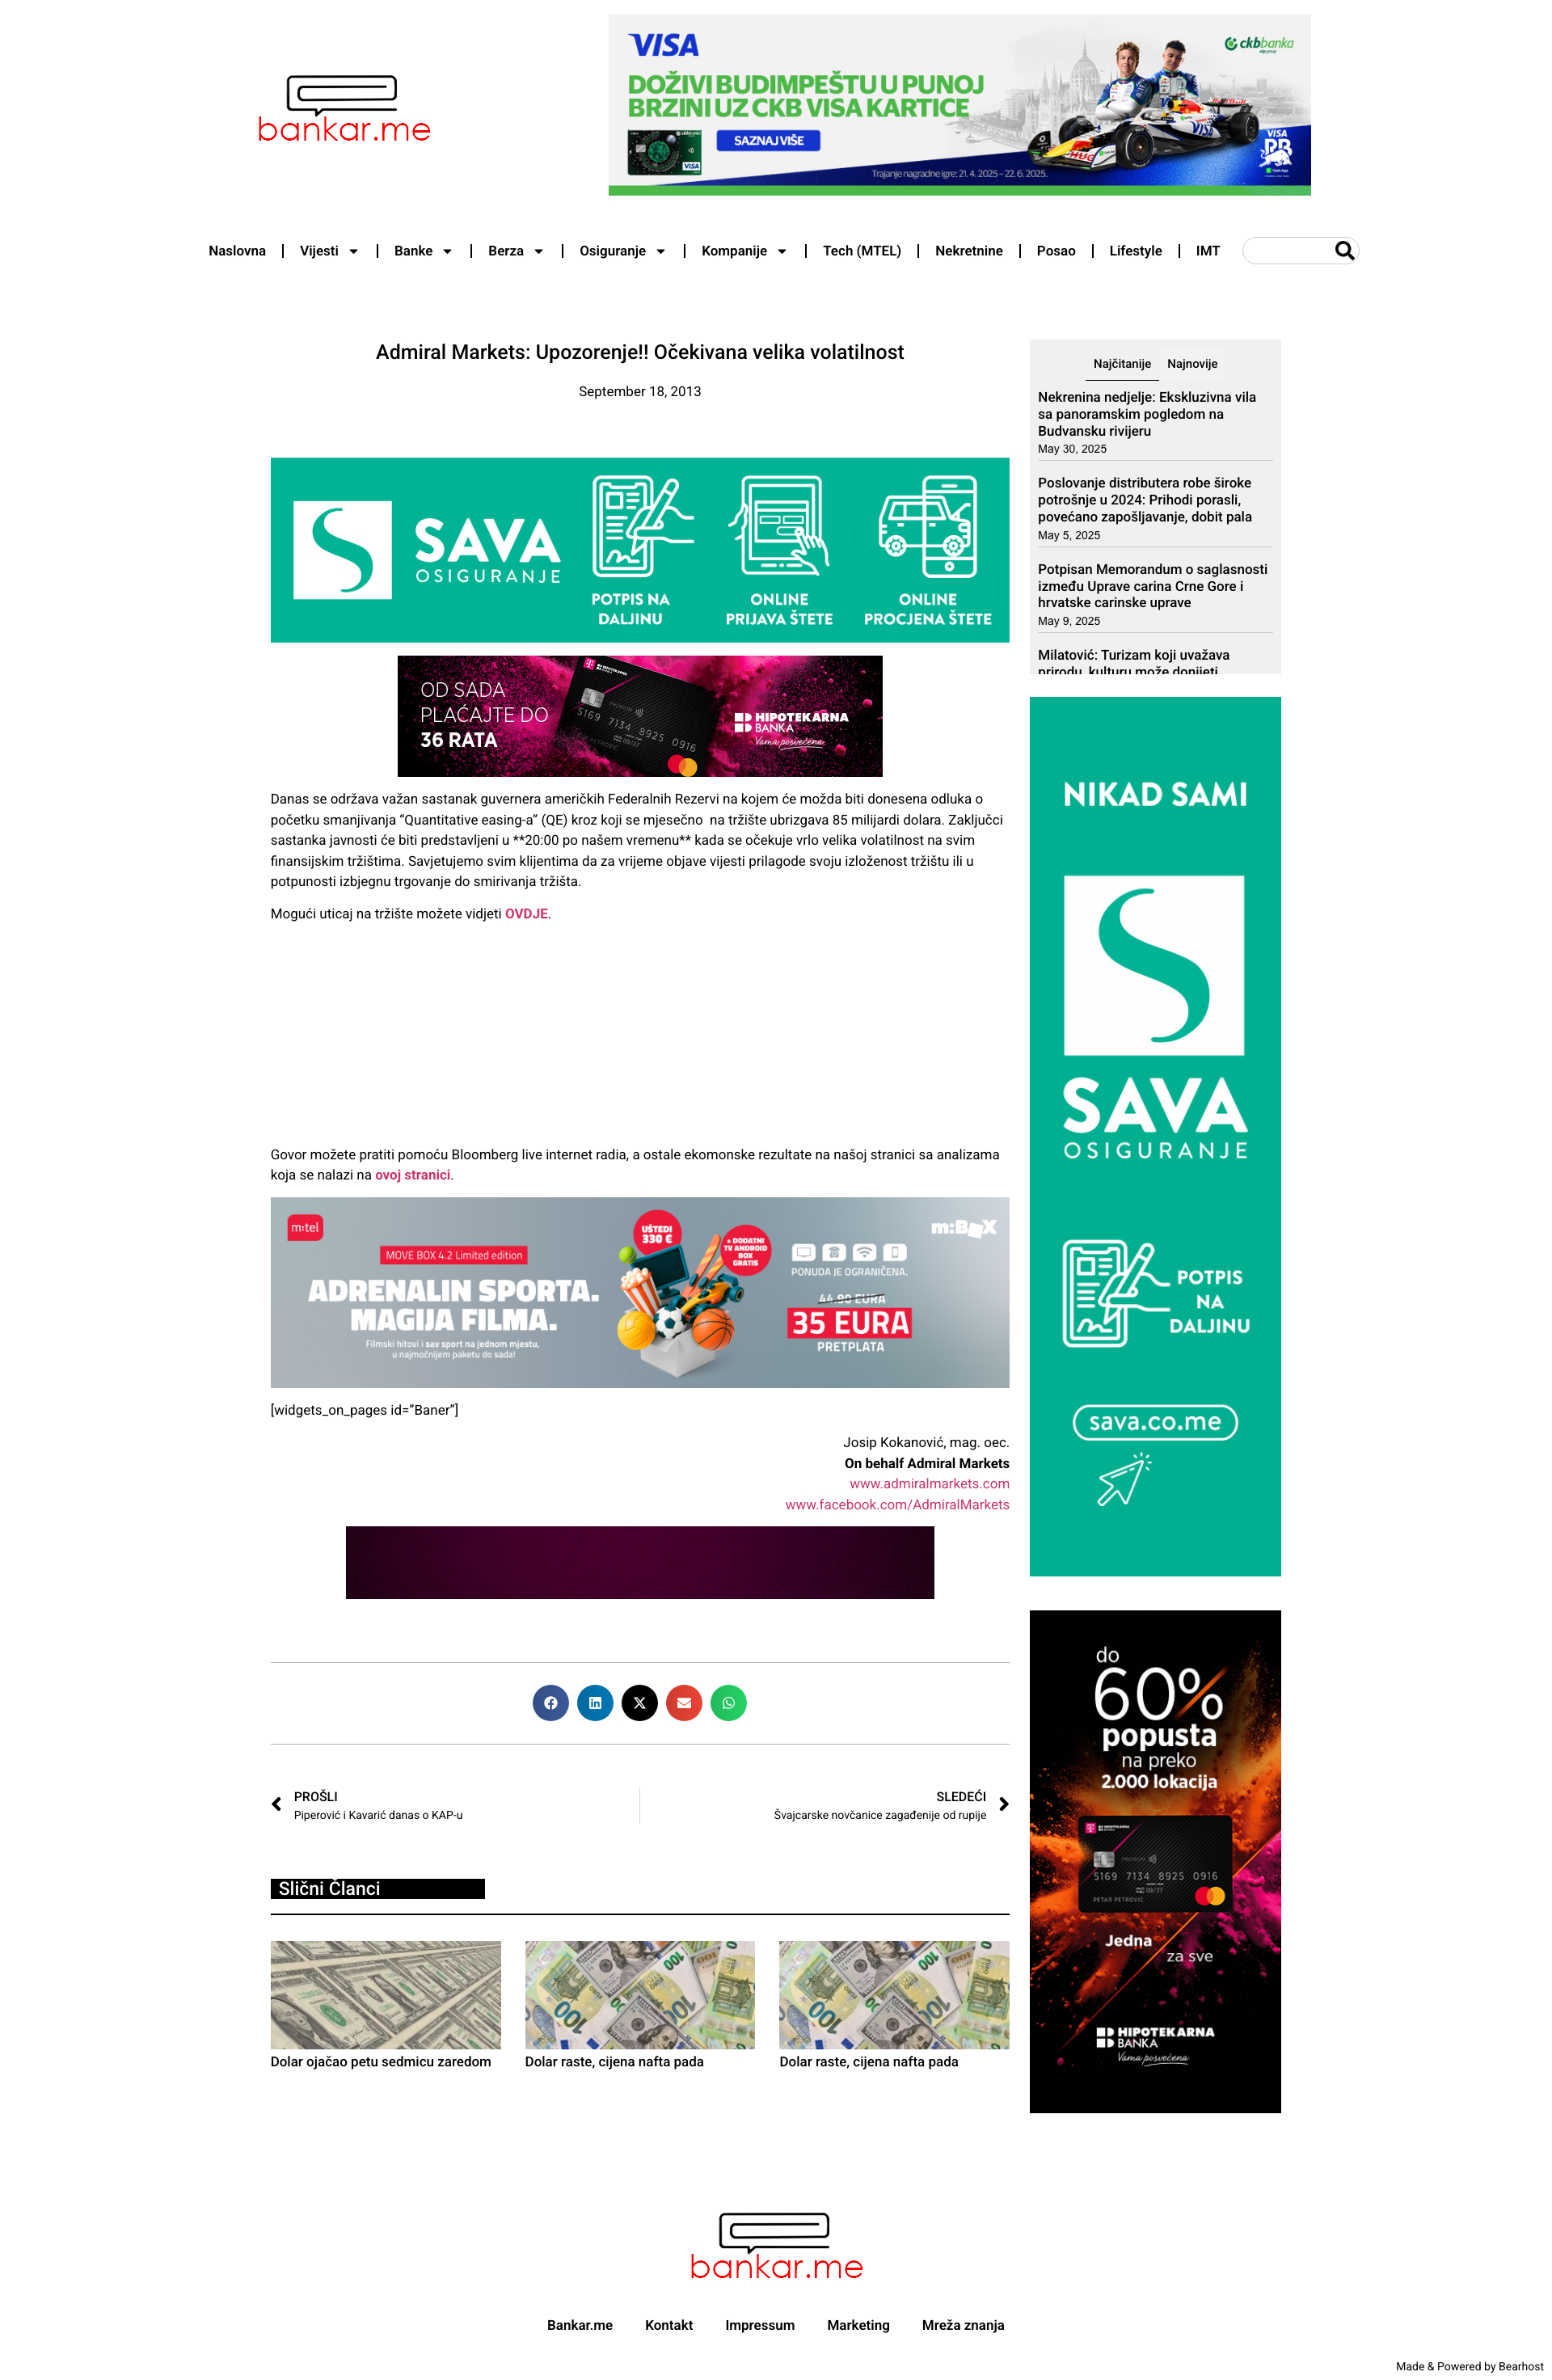 bankar.me
VISA
ckbbanka
otp group
DOŽIVI BUDIMPEŠTU U PUNOJ
BRZINI UZ CKB VISA KARTICE
SAZNAJ VIŠE
Trajanje nagradne igre: 21. 4. 2025 - 22. 6. 2025.
Naslovna
Vijesti
Banke
Berza
Osiguranje
Kompanije
Tech (MTEL)
Nekretnine
Posao
Lifestyle
IMT
Admiral Markets: Upozorenje!! Očekivana velika volatilnost
September 18, 2013
SAVA
OSIGURANJE
POTPIS NA
DALJINU
ONLINE
PRIJAVA ŠTETE
ONLINE
PROCJENA ŠTETE
OD SADA
PLAĆAJTE DO
36 RATA
5169 7134 8925 0916
HIPOTEKARNA
BANKA
Vama posvećena.
Danas se održava važan sastanak guvernera američkih Federalnih Rezervi na kojem će možda biti donesena odluka o
početku smanjivanja “Quantitative easing-a” (QE) kroz koji se mjesečno  na tržište ubrizgava 85 milijardi dolara. Zaključci
sastanka javnosti će biti predstavljeni u **20:00 po našem vremenu** kada se očekuje vrlo velika volatilnost na svim
finansijskim tržištima. Savjetujemo svim klijentima da za vrijeme objave vijesti prilagode svoju izloženost tržištu ili u
potpunosti izbjegnu trgovanje do smirivanja tržišta.
Mogući uticaj na tržište možete vidjeti OVDJE.
Govor možete pratiti pomoću Bloomberg live internet radia, a ostale ekomonske rezultate na našoj stranici sa analizama
koja se nalazi na ovoj stranici.
m:tel
MOVE BOX 4.2 Limited edition
ADRENALIN SPORTA.
MAGIJA FILMA.
Filmski hitovi i sav sport na jednom mjestu,
u najmoćnijem paketu do sada!
UŠTEDI
330 €
+ DODATNI
TV ANDROID
BOX
GRATIS
m:BOX
PONUDA JE OGRANIČENA.
44.90 EURA
35 EURA
PRETPLATA
[widgets_on_pages id=”Baner”]
Josip Kokanović, mag. oec.
On behalf Admiral Markets
www.admiralmarkets.com
www.facebook.com/AdmiralMarkets
PROŠLI
Piperović i Kavarić danas o KAP-u
SLEDEĆI
Švajcarske novčanice zagađenije od rupije
Slični Članci
Dolar ojačao petu sedmicu zaredom
Dolar raste, cijena nafta pada
Dolar raste, cijena nafta pada
Najčitanije
Najnovije
Nekrenina nedjelje: Ekskluzivna vila
sa panoramskim pogledom na
Budvansku rivijeru
May 30, 2025
Poslovanje distributera robe široke
potrošnje u 2024: Prihodi porasli,
povećano zapošljavanje, dobit pala
May 5, 2025
Potpisan Memorandum o saglasnosti
između Uprave carina Crne Gore i
hrvatske carinske uprave
May 9, 2025
Milatović: Turizam koji uvažava
prirodu, kulturu može donijeti
NIKAD SAMI
SAVA
OSIGURANJE
POTPIS
NA
DALJINU
sava.co.me
do
60%
popusta
na preko
2.000 lokacija
5169 7134 8925 0916
PETAR PETROVIĆ
Jedna
za sve
HIPOTEKARNA
BANKA
Vama posvećena
bankar.me
Bankar.me
Kontakt
Impressum
Marketing
Mreža znanja
Made & Powered by Bearhost